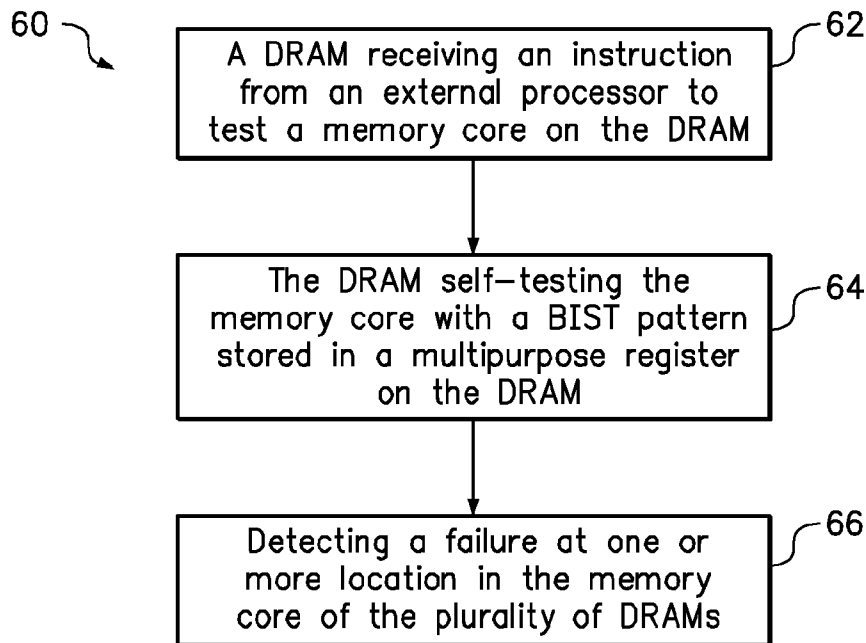 60
62
A DRAM receiving an instruction
from an external processor to
test a memory core on the DRAM
64
The DRAM self-testing the
memory core with a BIST pattern
stored in a multipurpose register
on the DRAM
66
Detecting a failure at one or
more location in the memory
core of the plurality of DRAMs